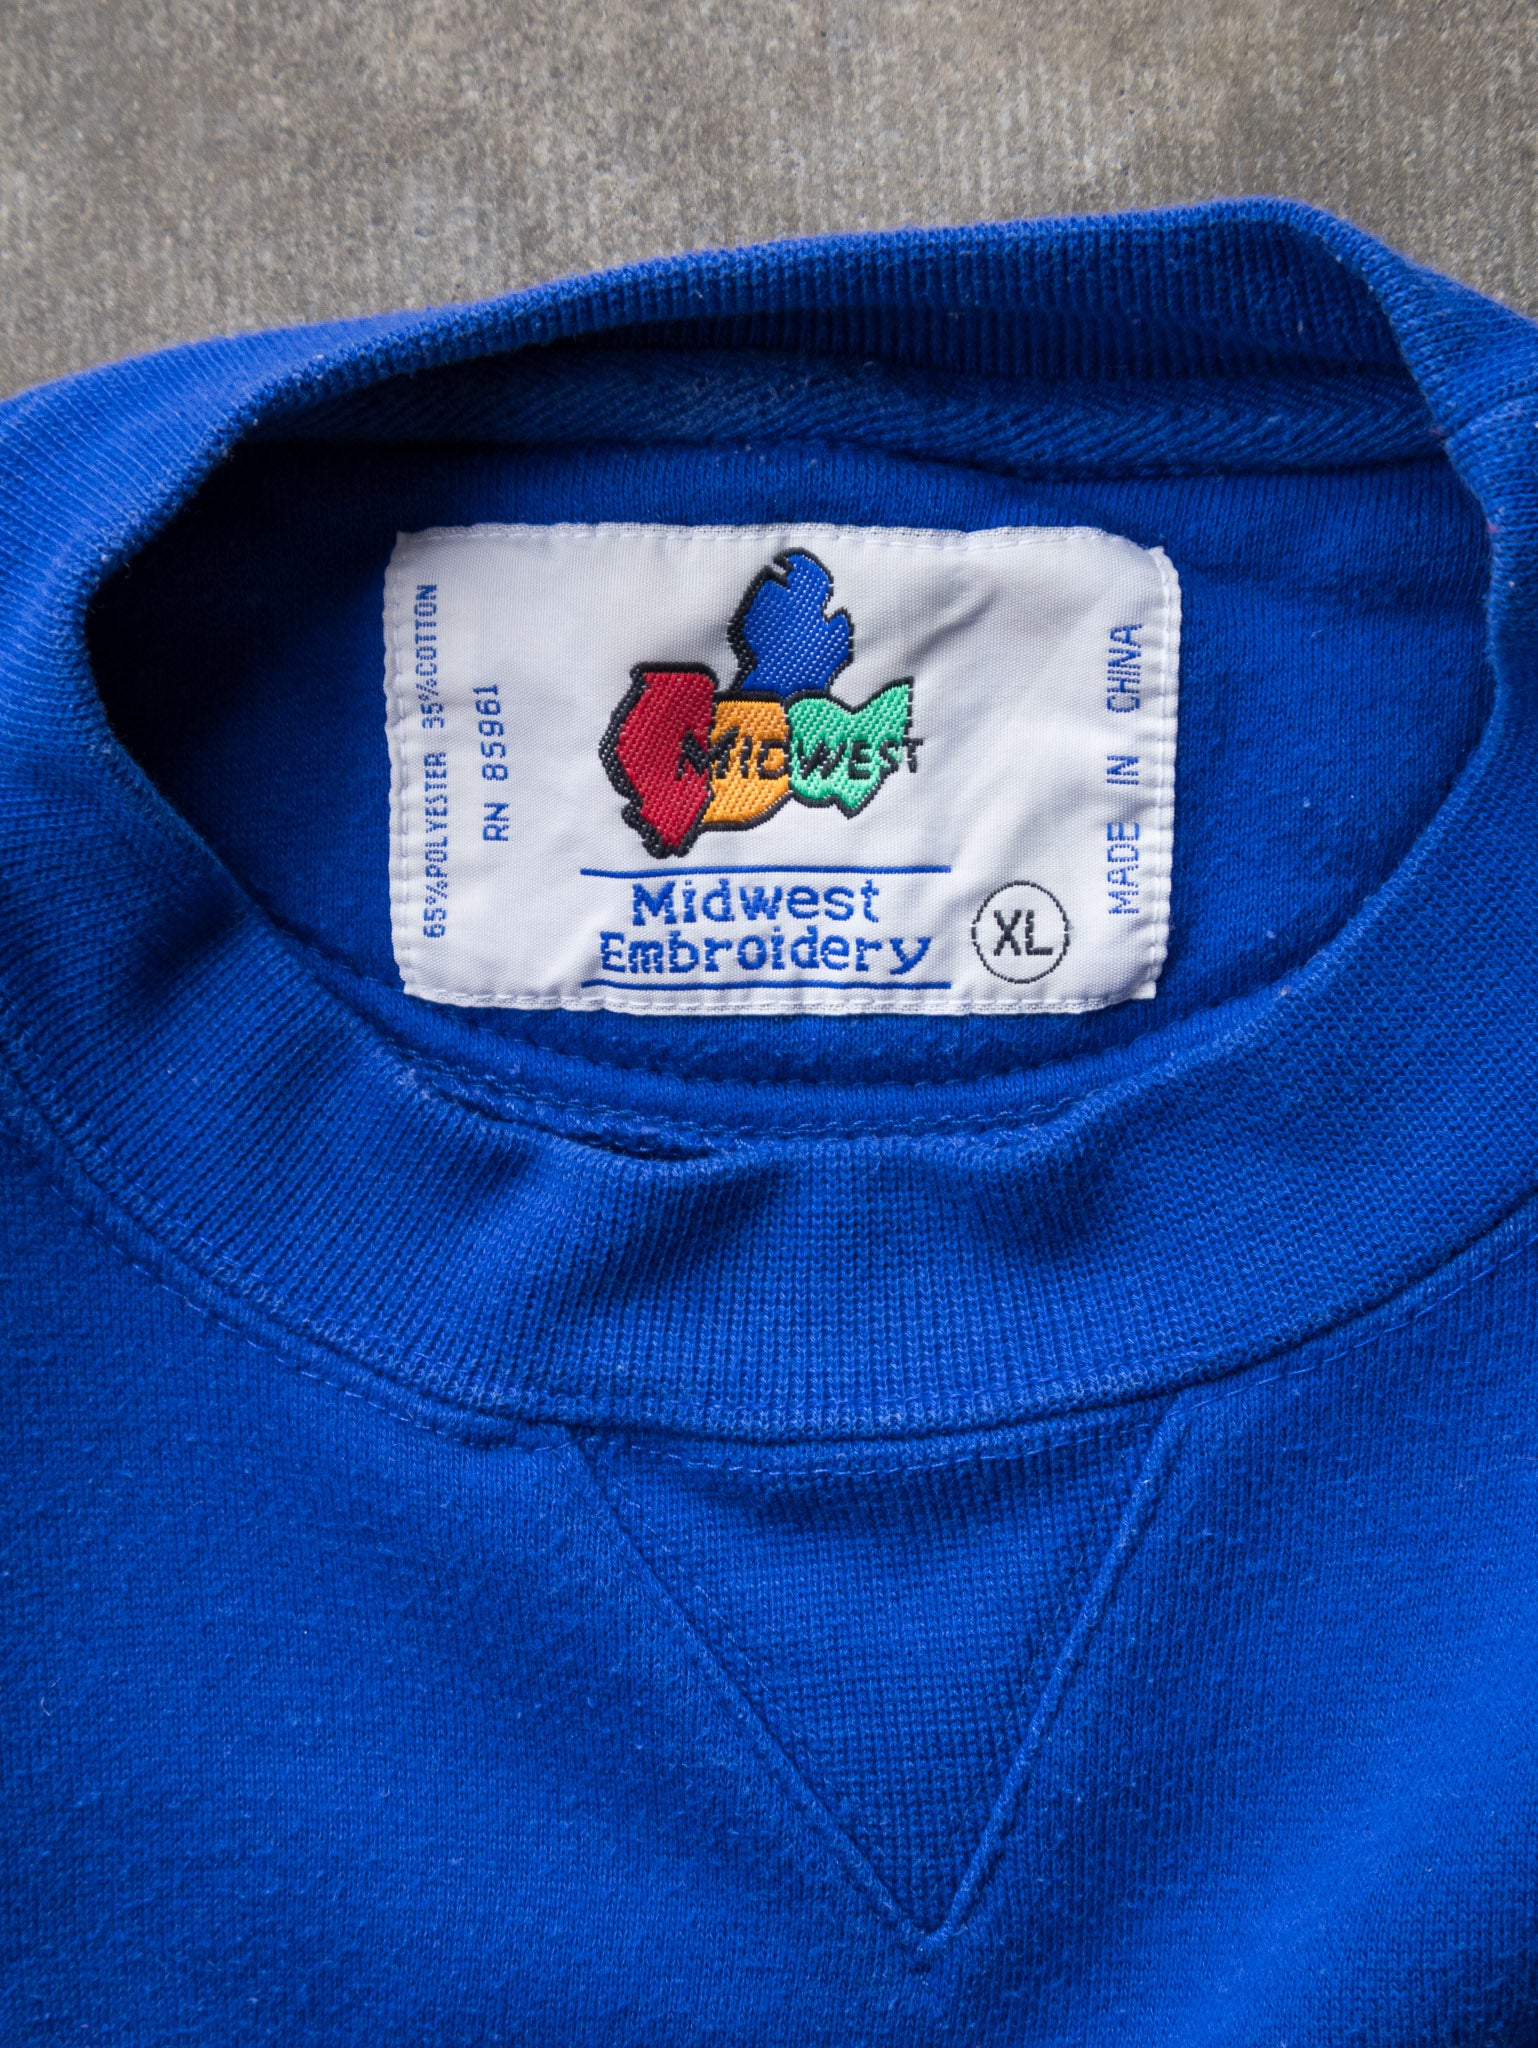 65%POLYESTER 35%COTTON
RN 85961
MIDWEST
Midwest
Embroidery
XL
MADE IN CHINA